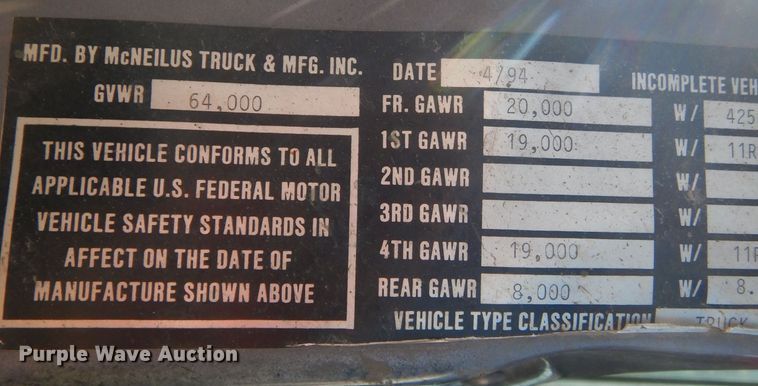 MFD. BY McNEILUS TRUCK & MFG. INC.
GVWR 64,000
THIS VEHICLE CONFORMS TO ALL
APPLICABLE U.S. FEDERAL MOTOR
VEHICLE SAFETY STANDARDS IN
AFFECT ON THE DATE OF
MANUFACTURE SHOWN ABOVE
DATE 4/94 INCOMPLETE VEH
FR. GAWR 20,000 W/ 425
1ST GAWR 19,000 W/ 11R
2ND GAWR W/
3RD GAWR W/
4TH GAWR 19,000 W/ 11R
REAR GAWR 8,000 W/ 8.
VEHICLE TYPE CLASSIFICATION TRUCK
Purple Wave Auction